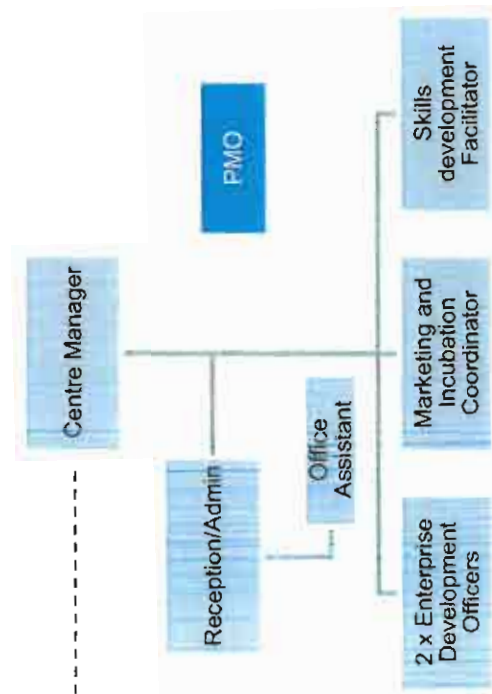 Centre Manager
PMO
Reception/Admin
Office
Assistant
2 x Enterprise
Development
Officers
Marketing and
Incubation
Coordinator
Skills
development
Facilitator